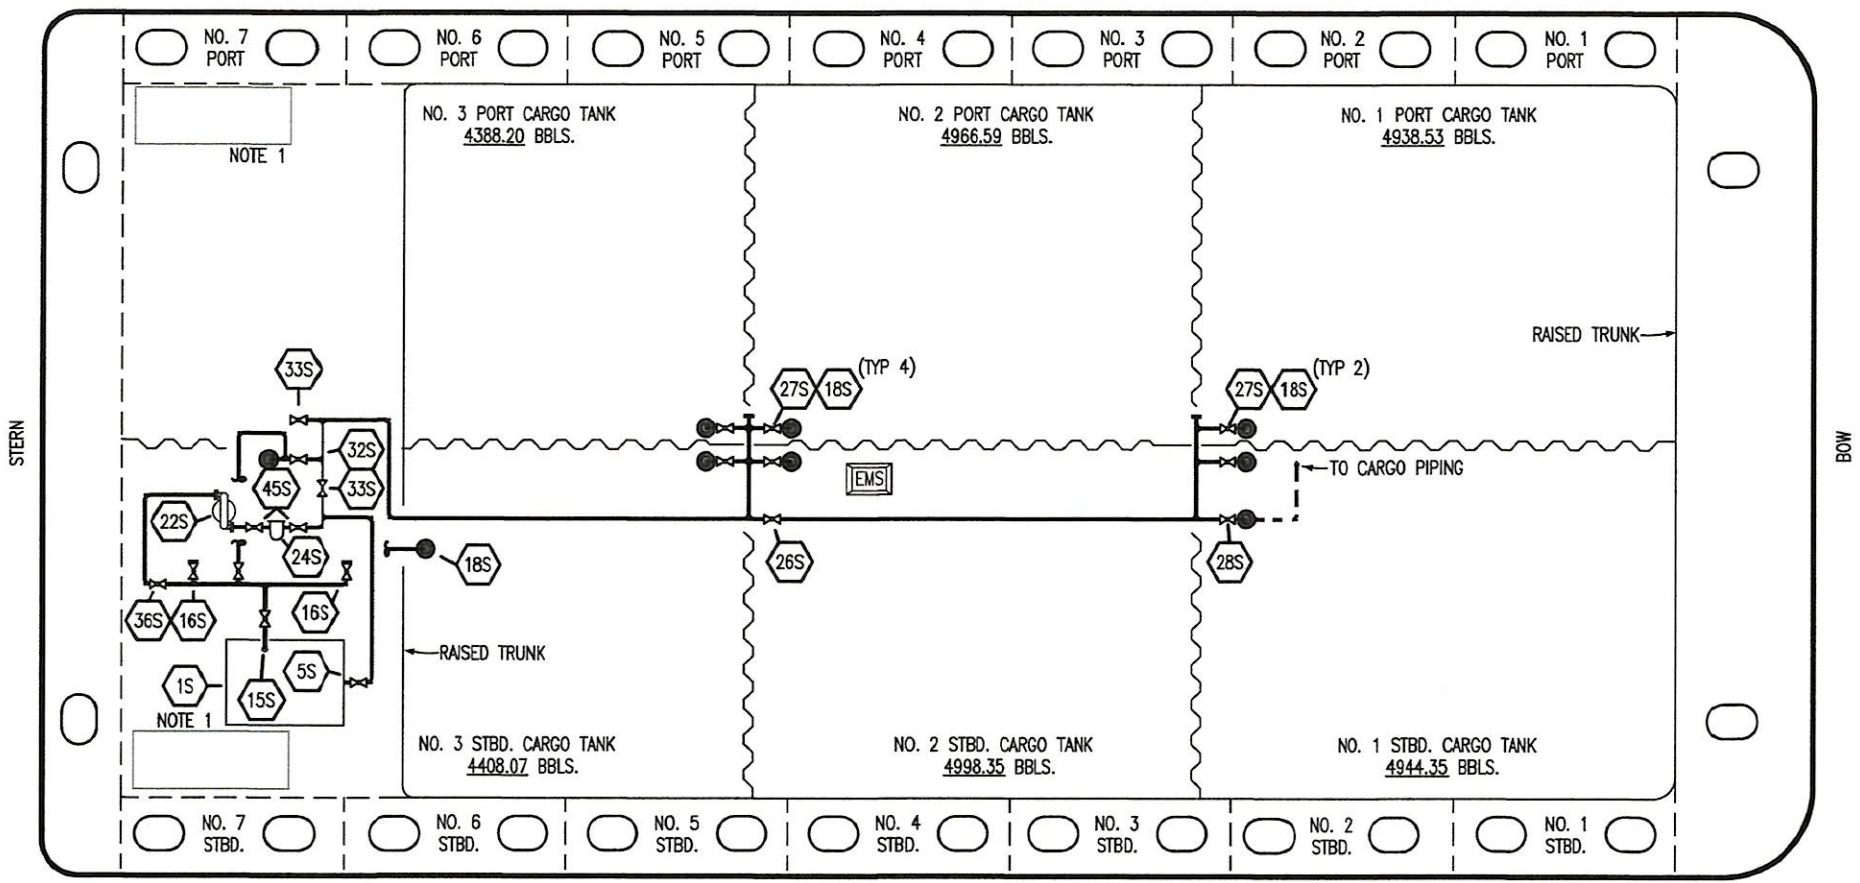 NO. 7
PORT
NO. 6
PORT
NO. 5
PORT
NO. 4
PORT
NO. 3
PORT
NO. 2
PORT
NO. 1
PORT
NOTE 1
NO. 3 PORT CARGO TANK
4388.20 BBLS.
NO. 2 PORT CARGO TANK
4966.59 BBLS.
NO. 1 PORT CARGO TANK
4938.53 BBLS.
RAISED TRUNK
STERN
BOW
33S
27S
18S
(TYP 4)
27S
18S
(TYP 2)
32S
45S
33S
EMS
TO CARGO PIPING
22S
24S
18S
26S
28S
36S
16S
16S
RAISED TRUNK
1S
15S
5S
NOTE 1
NO. 3 STBD. CARGO TANK
4408.07 BBLS.
NO. 2 STBD. CARGO TANK
4998.35 BBLS.
NO. 1 STBD. CARGO TANK
4944.35 BBLS.
NO. 7
STBD.
NO. 6
STBD.
NO. 5
STBD.
NO. 4
STBD.
NO. 3
STBD.
NO. 2
STBD.
NO. 1
STBD.